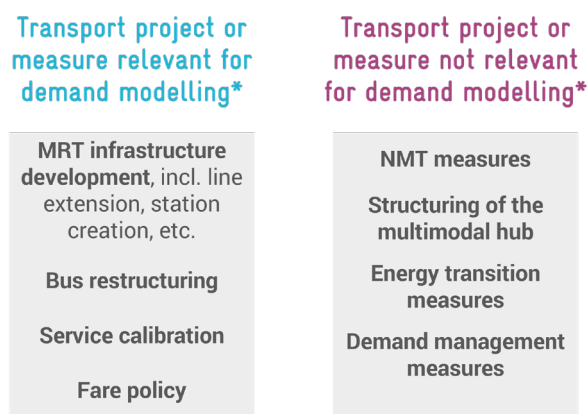 Transport project or
measure relevant for
demand modelling*
MRT infrastructure
development, incl. line
extension, station
creation, etc.
Bus restructuring
Service calibration
Fare policy
Transport project or
measure not relevant
for demand modelling*
NMT measures
Structuring of the
multimodal hub
Energy transition
measures
Demand management
measures